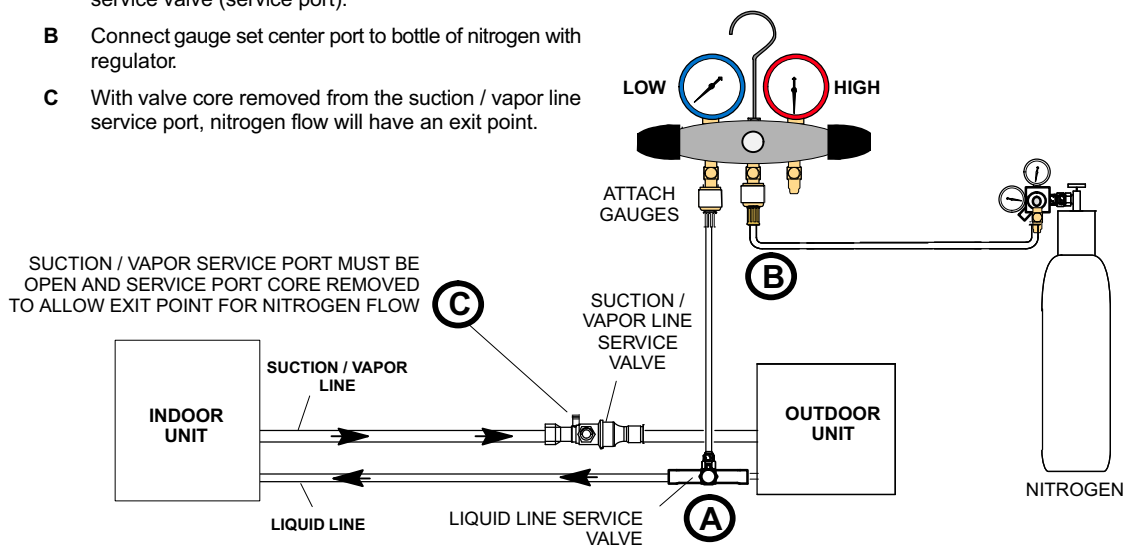 service valve (service port).
B Connect gauge set center port to bottle of nitrogen with
regulator.
C With valve core removed from the suction / vapor line
service port, nitrogen flow will have an exit point.
LOW
HIGH
ATTACH
GAUGES
B
SUCTION / VAPOR SERVICE PORT MUST BE
OPEN AND SERVICE PORT CORE REMOVED
TO ALLOW EXIT POINT FOR NITROGEN FLOW
C
SUCTION /
VAPOR LINE
SERVICE
VALVE
SUCTION / VAPOR
LINE
INDOOR
UNIT
OUTDOOR
UNIT
NITROGEN
LIQUID LINE
LIQUID LINE SERVICE
VALVE
A